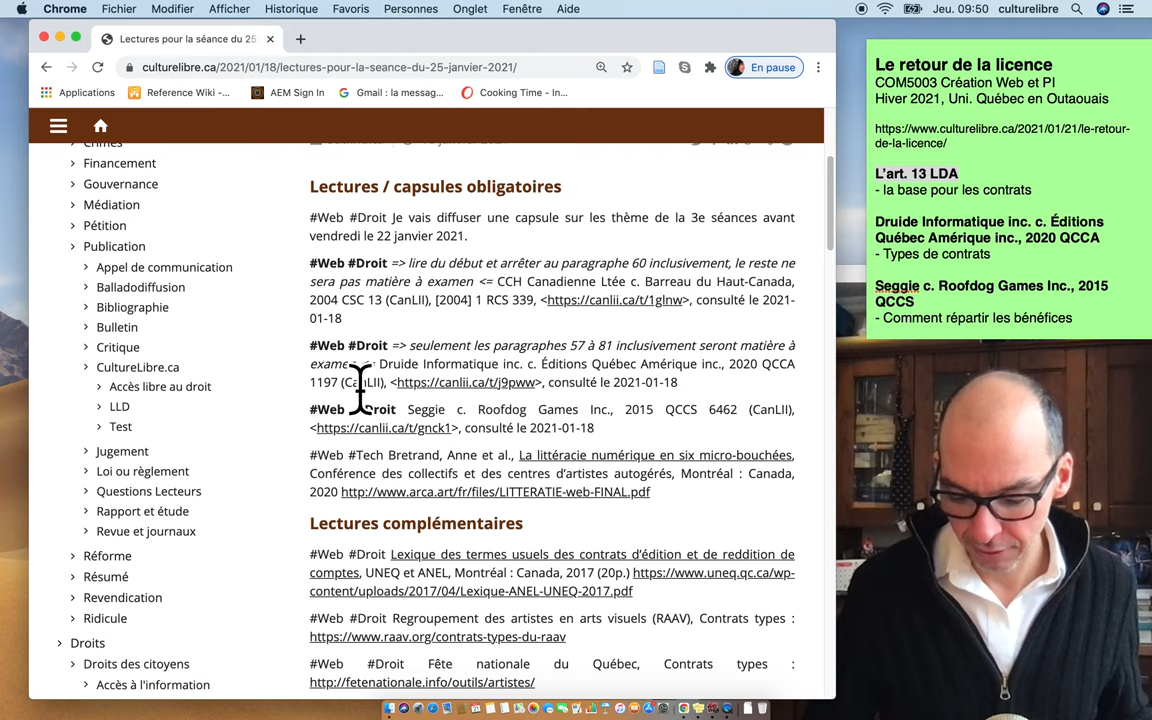 Chrome Fichier Modifier Afficher Historique Favoris Personnes Onglet Fenêtre Aide Jeu. 09:50 culturelibre
Lectures pour la séance du 25
culturelibre.ca/2021/01/18/lectures-pour-la-seance-du-25-janvier-2021/ En pause
Applications Reference Wiki -... AEM Sign In Gmail : la messag... Cooking Time - In...
Crimes
Financement
Gouvernance
Médiation
Pétition
Publication
Appel de communication
Balladodiffusion
Bibliographie
Bulletin
Critique
CultureLibre.ca
Accès libre au droit
LLD
Test
Jugement
Loi ou règlement
Questions Lecteurs
Rapport et étude
Revue et journaux
Réforme
Résumé
Revendication
Ridicule
Droits
Droits des citoyens
Accès à l'information
Lectures / capsules obligatoires
#Web #Droit Je vais diffuser une capsule sur les thème de la 3e séances avant
vendredi le 22 janvier 2021.
#Web #Droit => lire du début et arrêter au paragraphe 60 inclusivement, le reste ne
sera pas matière à examen <= CCH Canadienne Ltée c. Barreau du Haut-Canada,
2004 CSC 13 (CanLII), [2004] 1 RCS 339, <https://canlii.ca/t/1glnw>, consulté le 2021-
01-18
#Web #Droit => seulement les paragraphes 57 à 81 inclusivement seront matière à
Druide Informatique inc. c. Éditions Québec Amérique inc., 2020 QCCA
1197 (CanLII), <https://canlii.ca/t/j9pww>, consulté le 2021-01-18
#Web #Droit Seggie c. Roofdog Games Inc., 2015 QCCS 6462 (CanLII),
<https://canlii.ca/t/gnck1>, consulté le 2021-01-18
#Web #Tech Bretrand, Anne et al., La littéracie numérique en six micro-bouchées,
Conférence des collectifs et des centres d'artistes autogérés, Montréal : Canada,
2020 http://www.arca.art/fr/files/LITTERATIE-web-FINAL.pdf
Lectures complémentaires
#Web #Droit Lexique des termes usuels des contrats d'édition et de reddition de
comptes, UNEQ et ANEL, Montréal : Canada, 2017 (20p.) https://www.uneq.qc.ca/wp-
content/uploads/2017/04/Lexique-ANEL-UNEQ-2017.pdf
#Web #Droit Regroupement des artistes en arts visuels (RAAV), Contrats types :
https://www.raav.org/contrats-types-du-raav
#Web #Droit Fête nationale du Québec, Contrats types :
http://fetenationale.info/outils/artistes/
Le retour de la licence
COM5003 Création Web et PI
Hiver 2021, Uni. Québec en Outaouais
https://www.culturelibre.ca/2021/01/21/le-retour-
de-la-licence/
L'art. 13 LDA
- la base pour les contrats
Druide Informatique inc. c. Éditions
Québec Amérique inc., 2020 QCCA
- Types de contrats
Seggie c. Roofdog Games Inc., 2015
QCCS
- Comment répartir les bénéfices